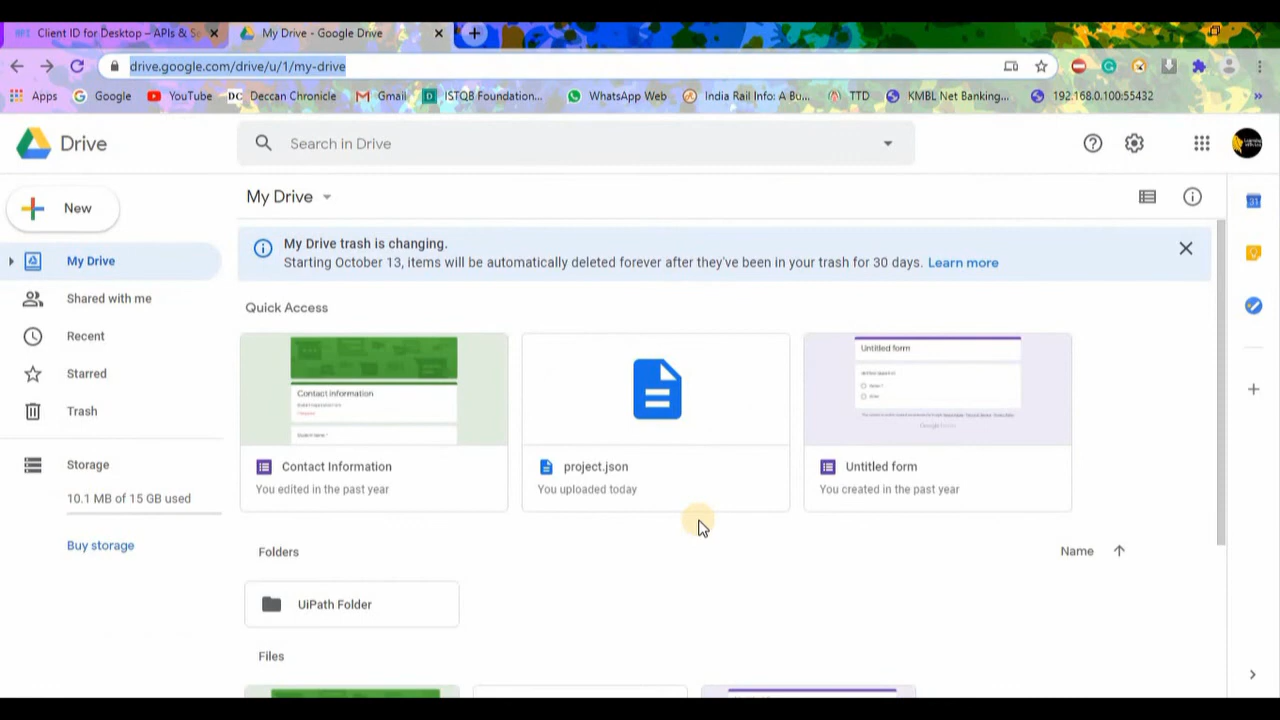 Client ID for Desktop – APIs & Se
My Drive - Google Drive
drive.google.com/drive/u/1/my-drive
Apps
Google
YouTube
DC Deccan Chronicle
Gmail
ISTQB Foundation...
WhatsApp Web
India Rail Info: A Bu...
TTD
KMBL Net Banking...
192.168.0.100:55432
»
Drive
Search in Drive
New
My Drive
My Drive
Shared with me
Recent
Starred
Trash
Storage
10.1 MB of 15 GB used
Buy storage
My Drive trash is changing.
Starting October 13, items will be automatically deleted forever after they've been in your trash for 30 days. Learn more
Quick Access
Contact Information
Contact Information
You edited in the past year
project.json
You uploaded today
Untitled form
Untitled form
You created in the past year
Folders
Name
UiPath Folder
Files
31